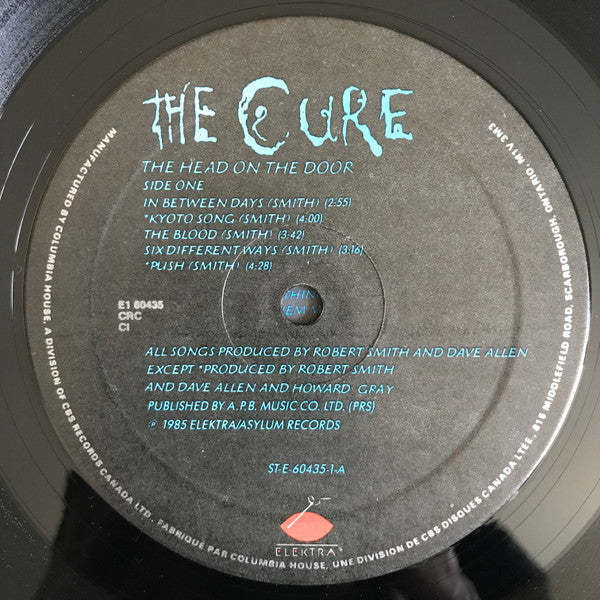 THE CURE
THE HEAD ON THE DOOR
SIDE ONE
IN BETWEEN DAYS (SMITH) (2:55)
*KYOTO SONG (SMITH) (4:00)
THE BLOOD (SMITH) (3:42)
SIX DIFFERENT WAYS (SMITH) (3:16)
*PUSH (SMITH) (4:28)
E1 60435
CRC
CI
THIN
EM
ALL SONGS PRODUCED BY ROBERT SMITH AND DAVE ALLEN
EXCEPT *PRODUCED BY ROBERT SMITH
AND DAVE ALLEN AND HOWARD GRAY
PUBLISHED BY A.P.B. MUSIC CO. LTD. (PRS)
℗ 1985 ELEKTRA/ASYLUM RECORDS
ST-E-60435-1-A
ELEKTRA®
MANUFACTURED BY COLUMBIA HOUSE, A DIVISION OF CBS RECORDS CANADA LTD. FABRIQUÉ PAR COLUMBIA HOUSE, UNE DIVISION DE CBS DISQUES CANADA LTÉE, 815 MIDDLEFIELD ROAD, SCARBOROUGH, ONTARIO. M1V 3M3